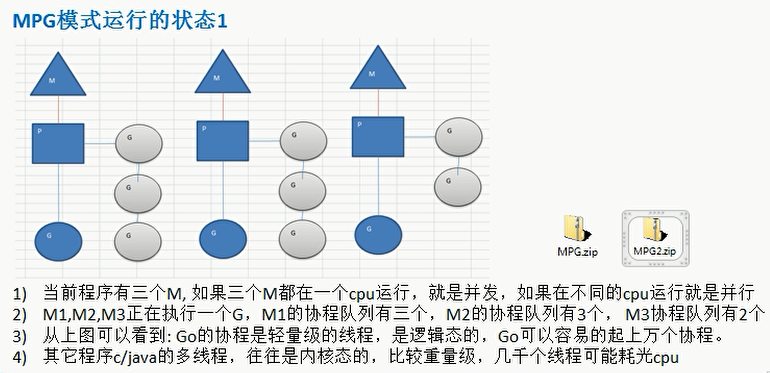 MPG模式运行的状态1
M M M
P P P
G G G
G G
G G G
G G
G G G
MPG.zip MPG2.zip
1) 当前程序有三个M, 如果三个M都在一个cpu运行，就是并发，如果在不同的cpu运行就是并行
2) M1,M2,M3正在执行一个G，M1的协程队列有三个，M2的协程队列有3个， M3协程队列有2个
3) 从上图可以看到: Go的协程是轻量级的线程，是逻辑态的，Go可以容易的起上万个协程。
4) 其它程序c/java的多线程，往往是内核态的，比较重量级，几千个线程可能耗光cpu